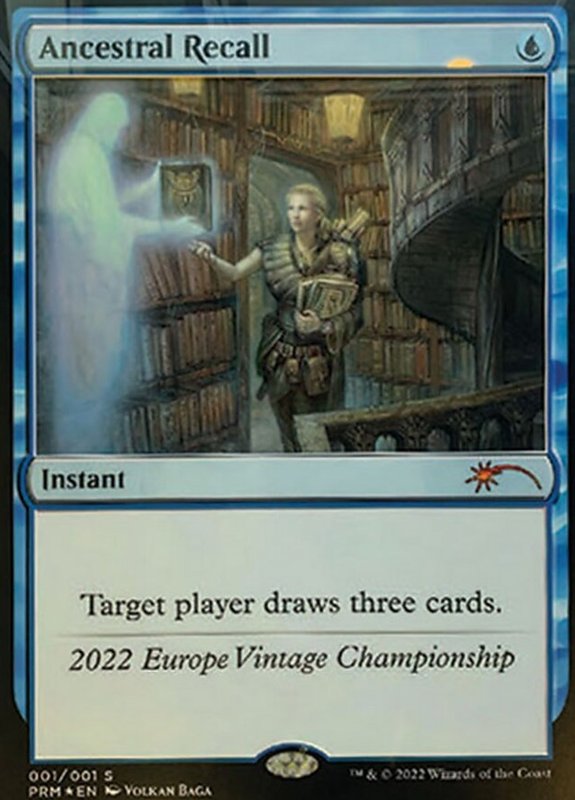 Ancestral Recall
Instant
Target player draws three cards.
2022 Europe Vintage Championship
001/001 S
PRM★EN Volkan Baga
™ & © 2022 Wizards of the Coast